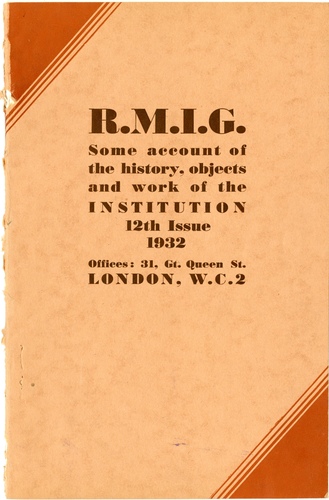 R.M.I.G.
Some account of
the history, objects
and work of the
INSTITUTION
12th Issue
1932
Offices: 31, Gt. Queen St.
LONDON, W.C.2